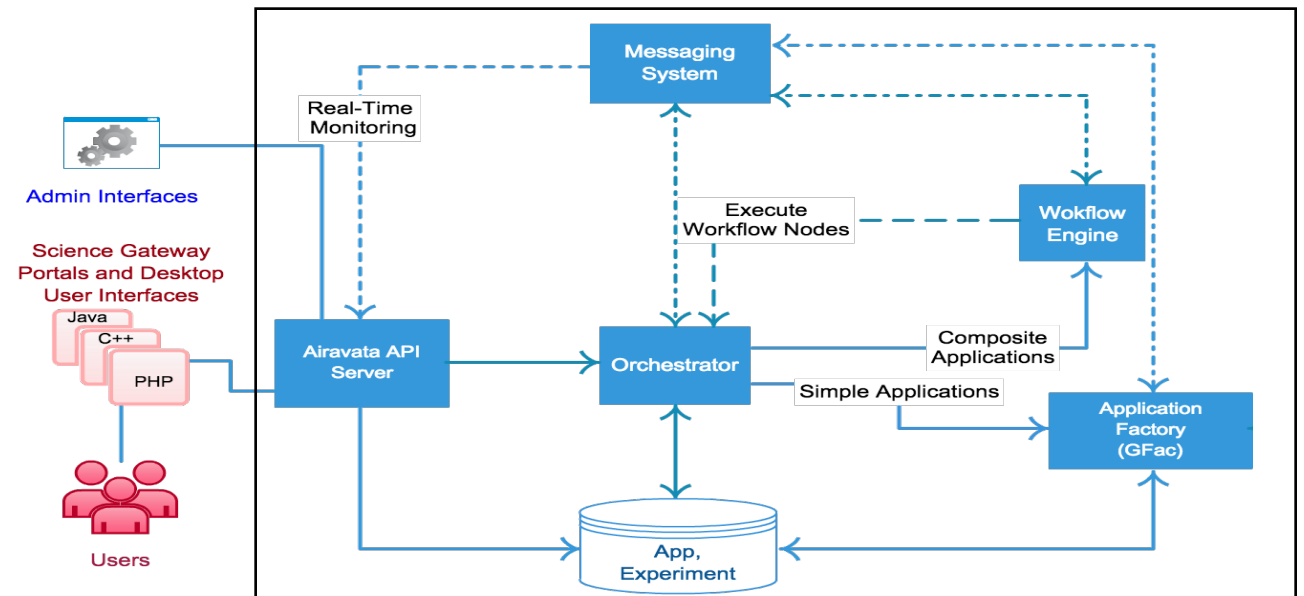 Messaging
System
Real-Time
Monitoring
Admin Interfaces
Execute
Workflow Nodes
Wokflow
Engine
Science Gateway
Portals and Desktop
User Interfaces
Java
C++
PHP
Airavata API
Server
Orchestrator
Composite
Applications
Simple Applications
Application
Factory
(GFac)
App,
Experiment
Users